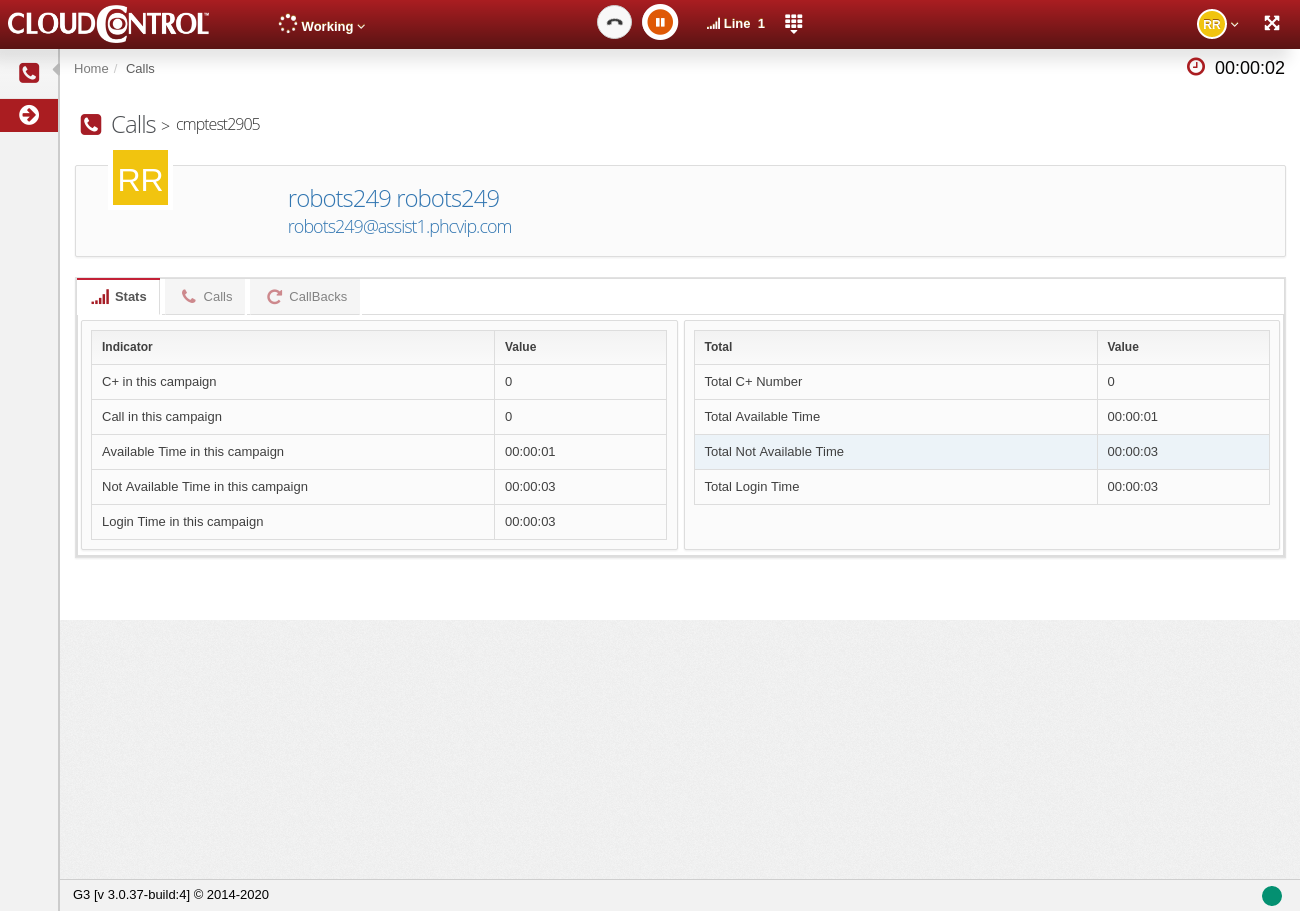 CLOUDCONTROL™ Working Line 1 RR
Home / Calls 00:00:02
Calls > cmptest2905
RR
robots249 robots249
robots249@assist1.phcvip.com
Stats Calls CallBacks
Indicator Value
C+ in this campaign 0
Call in this campaign 0
Available Time in this campaign 00:00:01
Not Available Time in this campaign 00:00:03
Login Time in this campaign 00:00:03
Total Value
Total C+ Number 0
Total Available Time 00:00:01
Total Not Available Time 00:00:03
Total Login Time 00:00:03
G3 [v 3.0.37-build:4] © 2014-2020